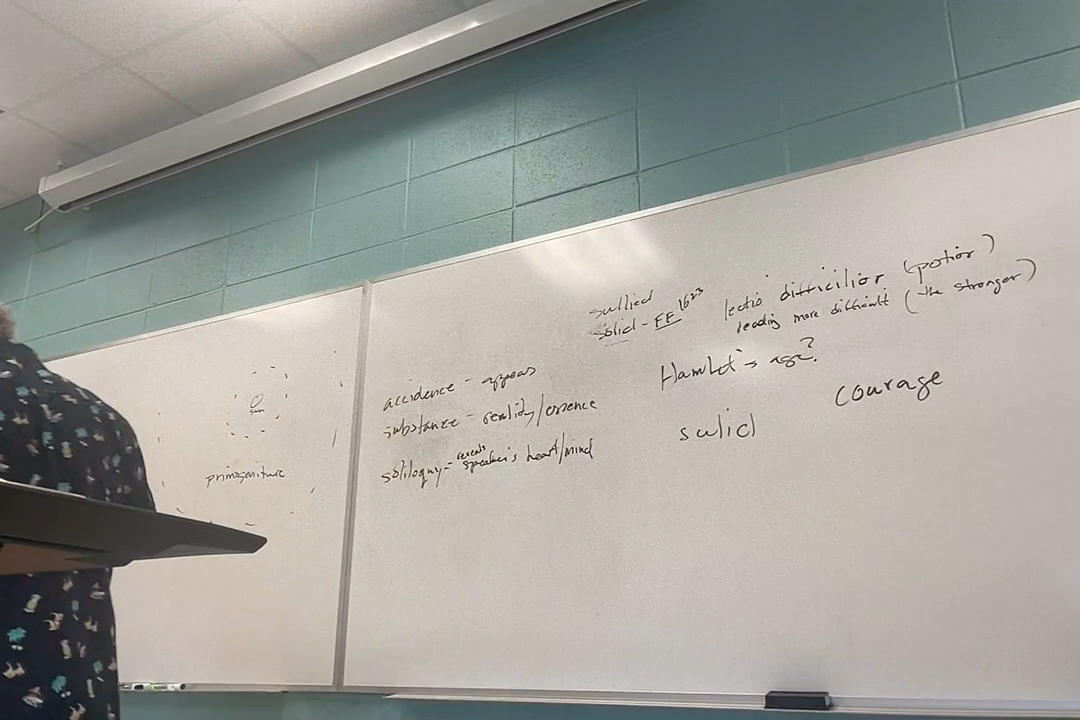 primogeniture
accidence - appears
substance - reality/essence
soliloquy - reveals speaker's heart/mind
sullied
solid - FF 1623
lectio difficilior (potior)
reading more difficult (the stronger)
Hamlet's age?
courage
salid